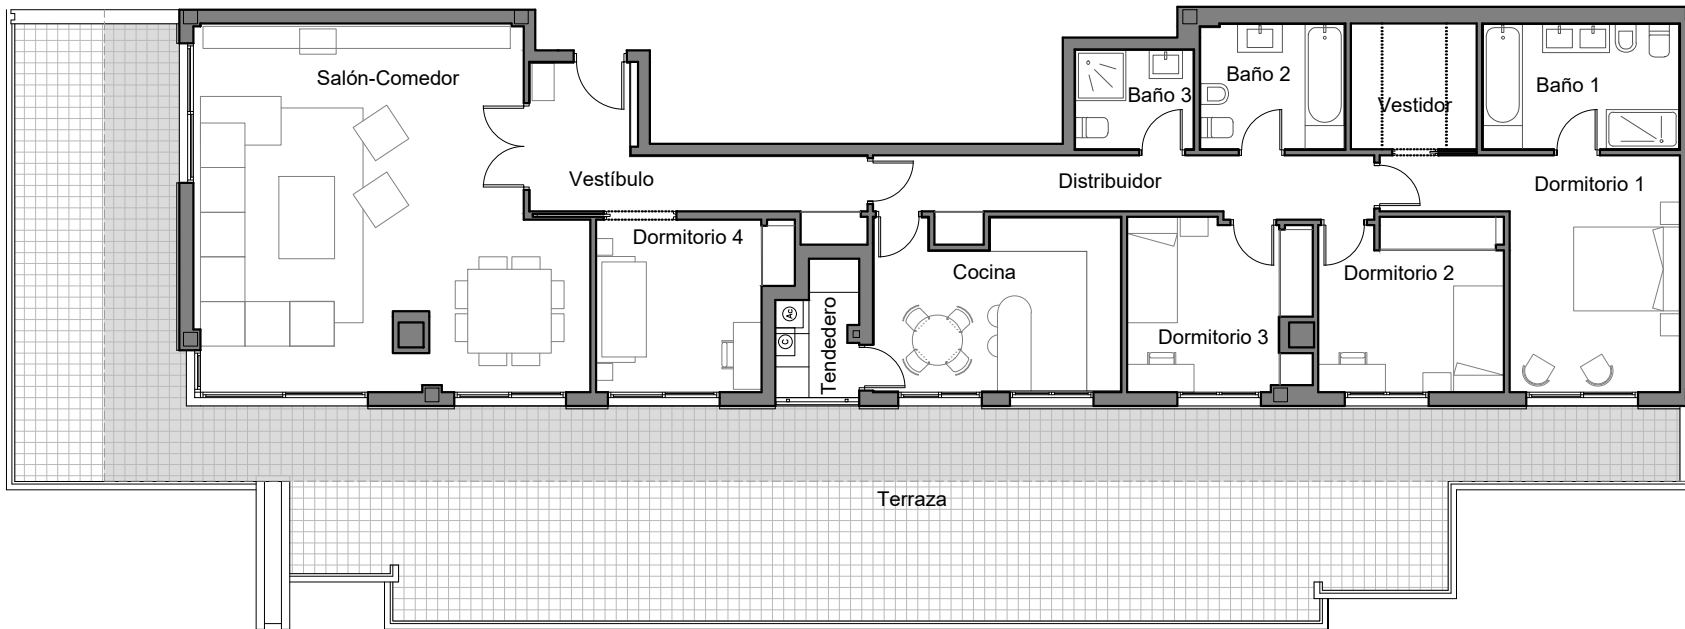 Salón-Comedor
Baño 3
Baño 2
Vestidor
Baño 1
Vestíbulo
Distribuidor
Dormitorio 1
Dormitorio 4
Cocina
Dormitorio 3
Dormitorio 2
Tendedero
Ac
C
Terraza